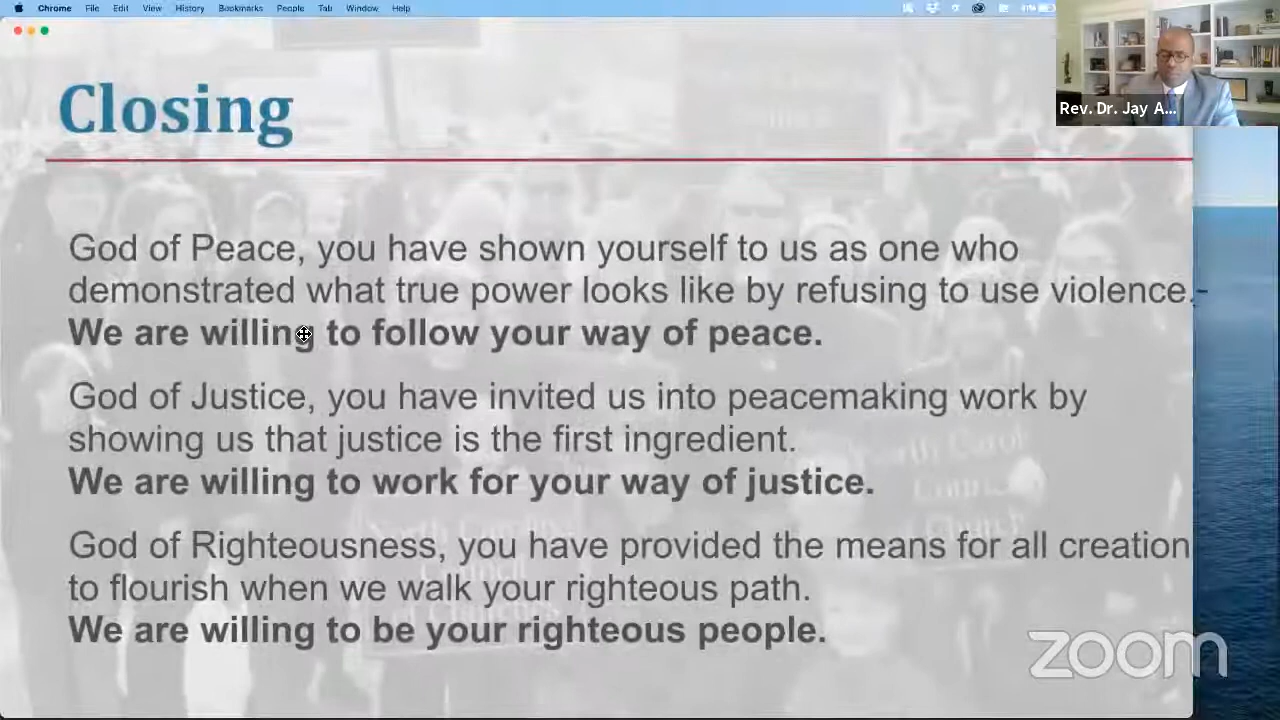 Chrome File Edit View History Bookmarks People Tab Window Help
Rev. Dr. Jay A...
Closing
God of Peace, you have shown yourself to us as one who
demonstrated what true power looks like by refusing to use violence.
We are willing to follow your way of peace.
God of Justice, you have invited us into peacemaking work by
showing us that justice is the first ingredient.
We are willing to work for your way of justice.
God of Righteousness, you have provided the means for all creation
to flourish when we walk your righteous path.
We are willing to be your righteous people.
North Carolina
Council
of Churches
zoom